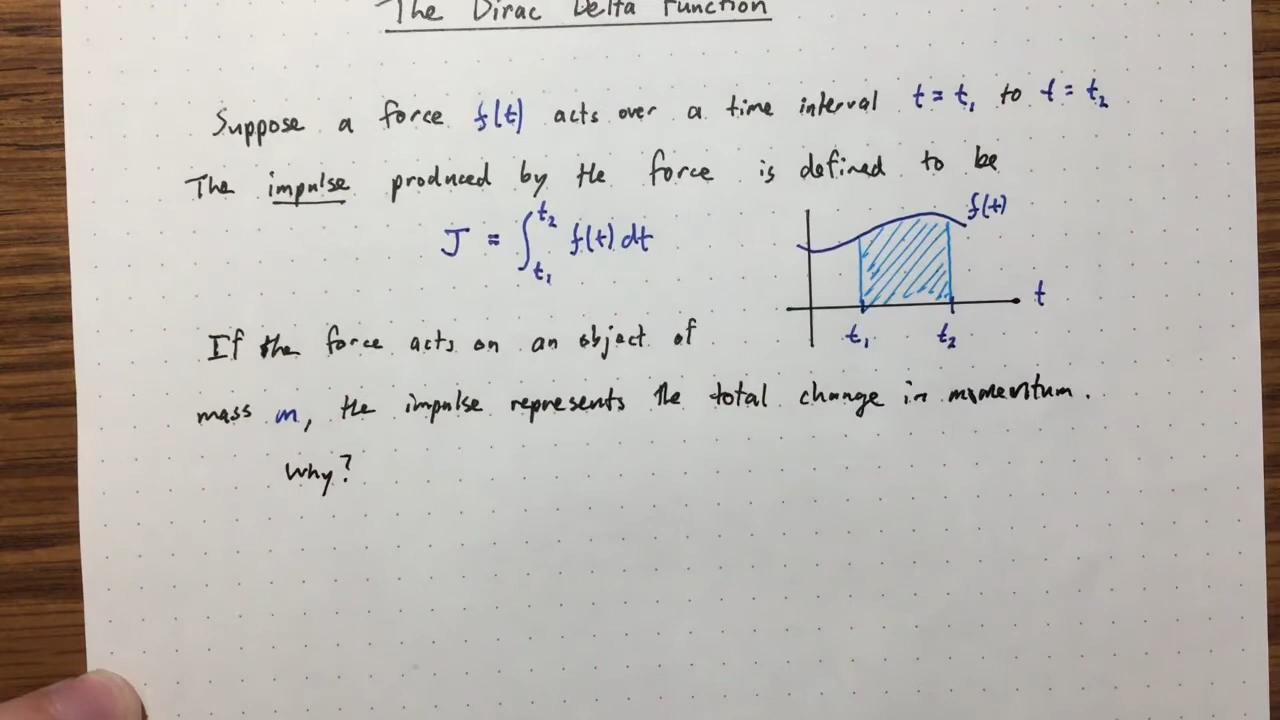 The Dirac Delta Function
Suppose a force f(t) acts over a time interval t = t₁ to t = t₂
The impulse produced by the force is defined to be
J = ∫_{t₁}^{t₂} f(t) dt
f(t)
t
t₁ t₂
If the force acts on an object of
mass m, the impulse represents the total change in momentum.
Why?